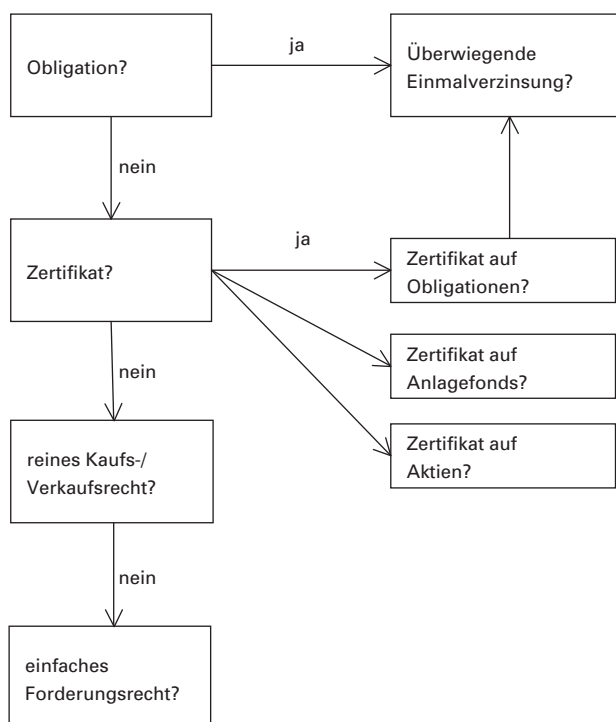 Obligation?
ja
Überwiegende
Einmalverzinsung?
nein
Zertifikat?
ja
Zertifikat auf
Obligationen?
Zertifikat auf
Anlagefonds?
nein
Zertifikat auf
Aktien?
reines Kaufs-/
Verkaufsrecht?
nein
einfaches
Forderungsrecht?